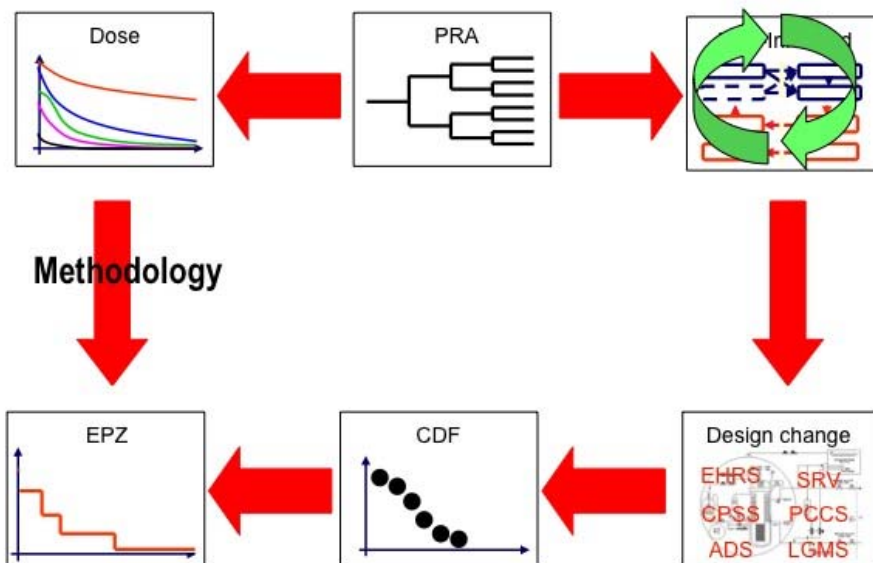 Dose
PRA
Methodology
EPZ
CDF
Design change
EHRS SRV
CPSS PCCS
ADS LGMS